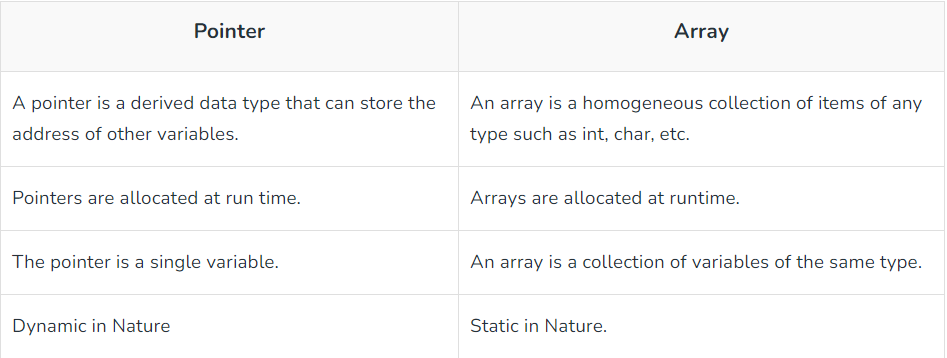 Pointer
Array
A pointer is a derived data type that can store the
address of other variables.
An array is a homogeneous collection of items of any
type such as int, char, etc.
Pointers are allocated at run time.
Arrays are allocated at runtime.
The pointer is a single variable.
An array is a collection of variables of the same type.
Dynamic in Nature
Static in Nature.